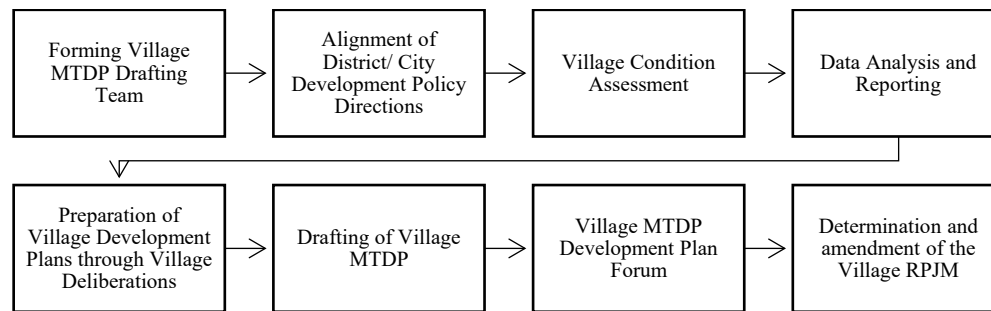 Forming Village
MTDP Drafting
Team
Alignment of
District/ City
Development Policy
Directions
Village Condition
Assessment
Data Analysis and
Reporting
Preparation of
Village Development
Plans through Village
Deliberations
Drafting of Village
MTDP
Village MTDP
Development Plan
Forum
Determination and
amendment of the
Village RPJM